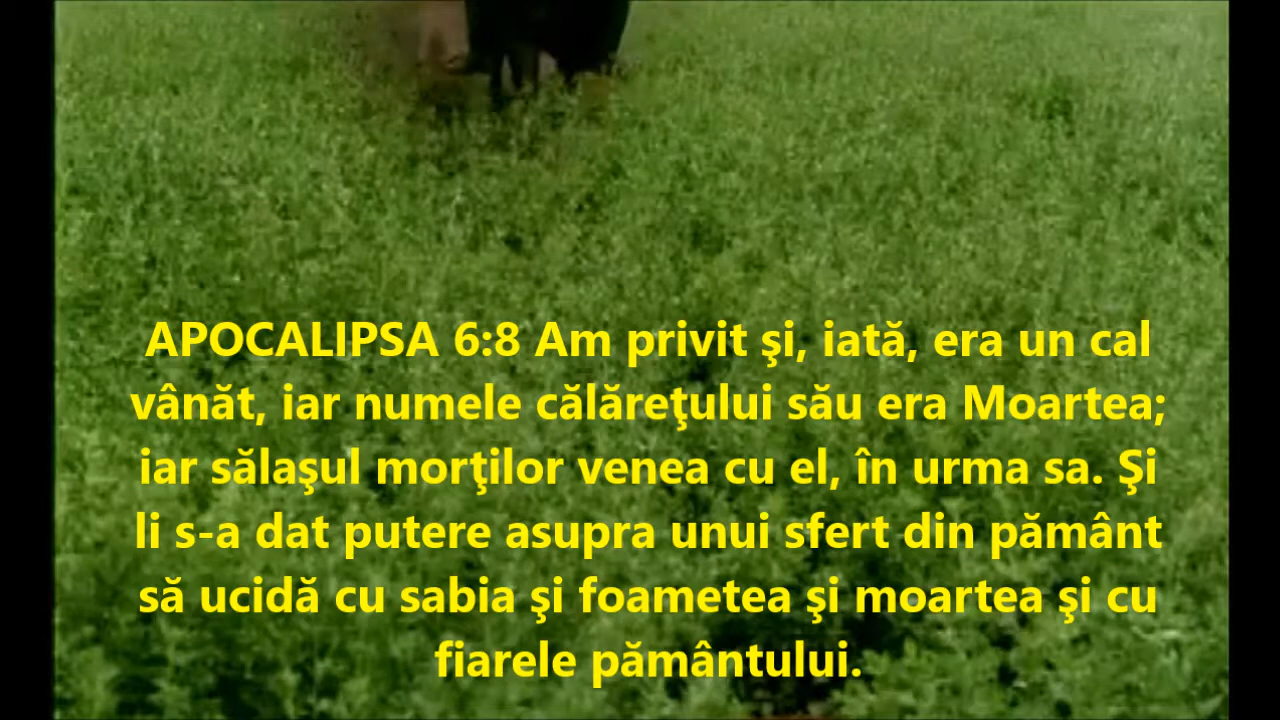 APOCALIPSA 6:8 Am privit şi, iată, era un cal
vânăt, iar numele călăreţului său era Moartea;
iar sălaşul morţilor venea cu el, în urma sa. Şi
li s-a dat putere asupra unui sfert din pământ
să ucidă cu sabia şi foametea şi moartea şi cu
fiarele pământului.